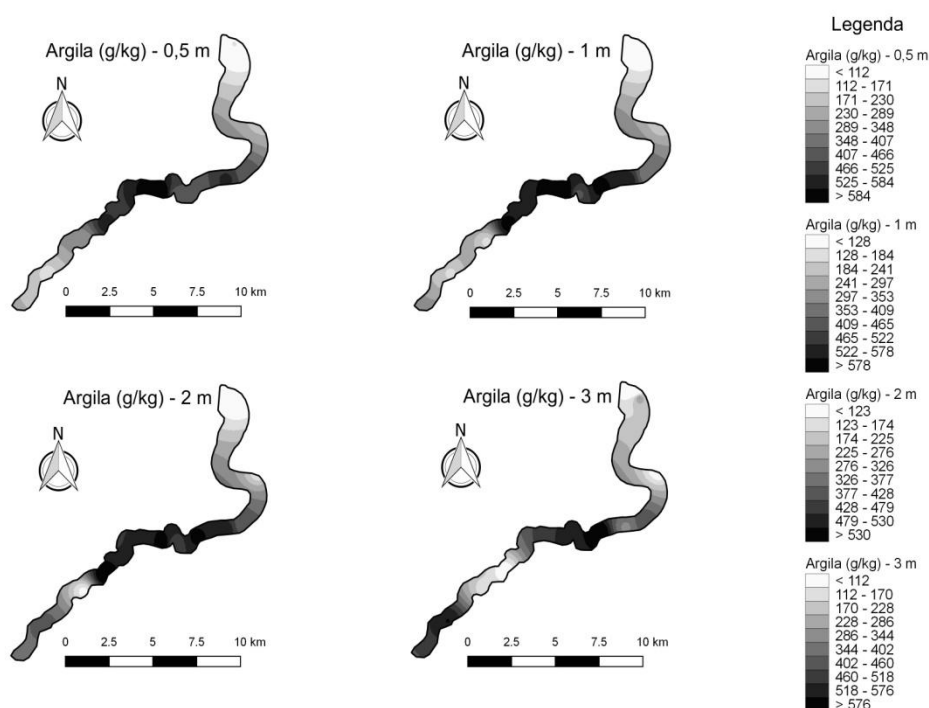 Argila (g/kg) - 0,5 m
N
0 2.5 5 7.5 10 km
Argila (g/kg) - 1 m
N
0 2.5 5 7.5 10 km
Argila (g/kg) - 2 m
N
0 2.5 5 7.5 10 km
Argila (g/kg) - 3 m
N
0 2.5 5 7.5 10 km
Legenda
Argila (g/kg) - 0,5 m
< 112
112 - 171
171 - 230
230 - 289
289 - 348
348 - 407
407 - 466
466 - 525
525 - 584
> 584
Argila (g/kg) - 1 m
< 128
128 - 184
184 - 241
241 - 297
297 - 353
353 - 409
409 - 465
465 - 522
522 - 578
> 578
Argila (g/kg) - 2 m
< 123
123 - 174
174 - 225
225 - 276
276 - 326
326 - 377
377 - 428
428 - 479
479 - 530
> 530
Argila (g/kg) - 3 m
< 112
112 - 170
170 - 228
228 - 286
286 - 344
344 - 402
402 - 460
460 - 518
518 - 576
> 576